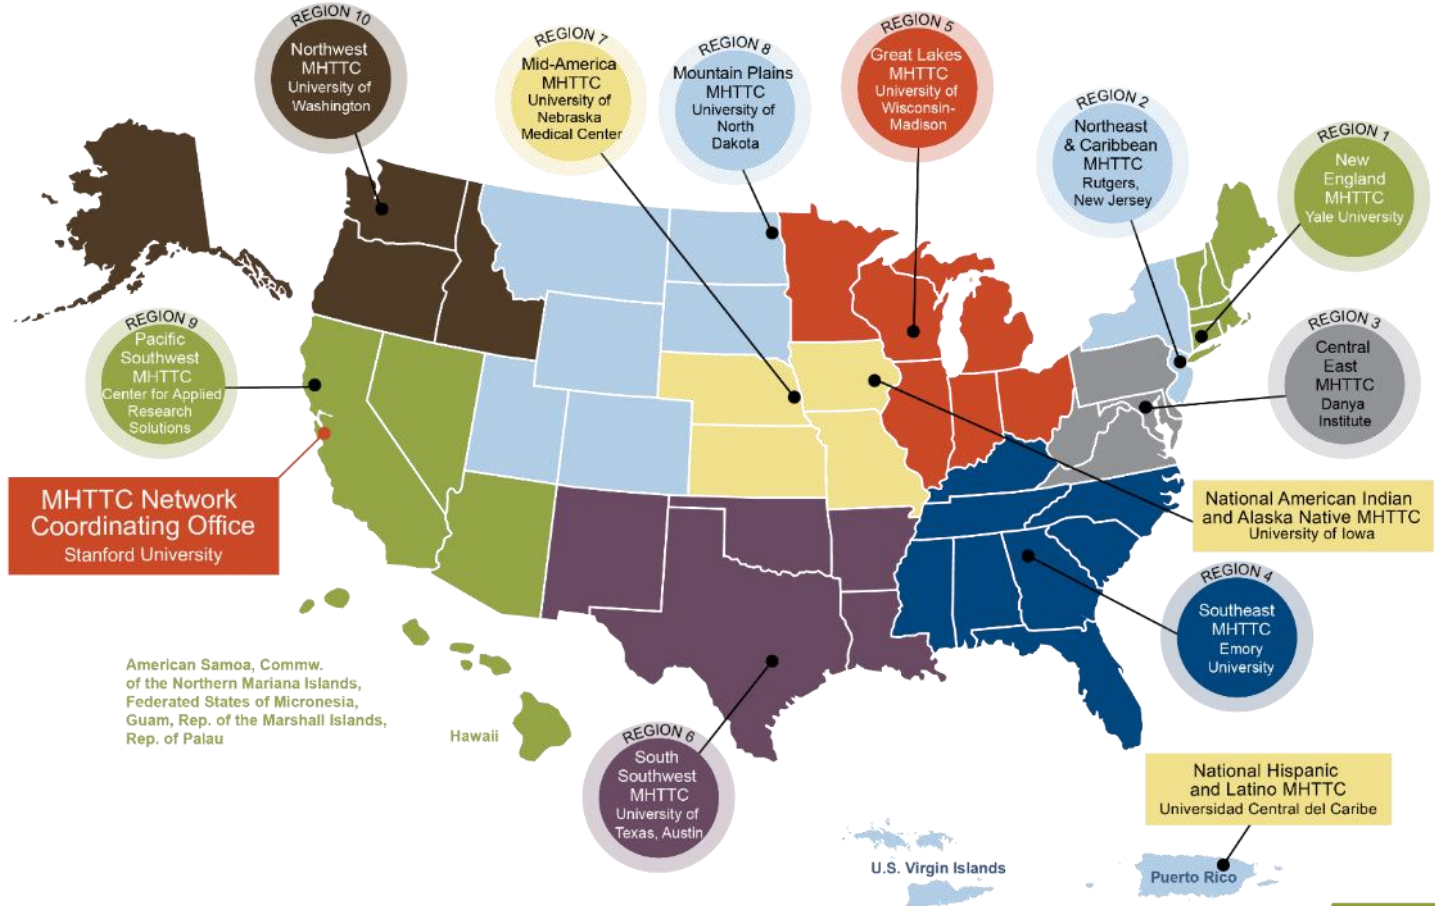 REGION 10
Northwest
MHTTC
University of
Washington
REGION 7
Mid-America
MHTTC
University of
Nebraska
Medical Center
REGION 8
Mountain Plains
MHTTC
University of
North
Dakota
REGION 5
Great Lakes
MHTTC
University of
Wisconsin-
Madison
REGION 2
Northeast
& Caribbean
MHTTC
Rutgers,
New Jersey
REGION 1
New
England
MHTTC
Yale University
REGION 9
Pacific
Southwest
MHTTC
Center for Applied
Research
Solutions
REGION 3
Central
East
MHTTC
Danya
Institute
MHTTC Network
Coordinating Office
Stanford University
National American Indian
and Alaska Native MHTTC
University of Iowa
REGION 4
Southeast
MHTTC
Emory
University
American Samoa, Commw.
of the Northern Mariana Islands,
Federated States of Micronesia,
Guam, Rep. of the Marshall Islands,
Rep. of Palau
Hawaii
REGION 6
South
Southwest
MHTTC
University of
Texas, Austin
National Hispanic
and Latino MHTTC
Universidad Central del Caribe
U.S. Virgin Islands
Puerto Rico